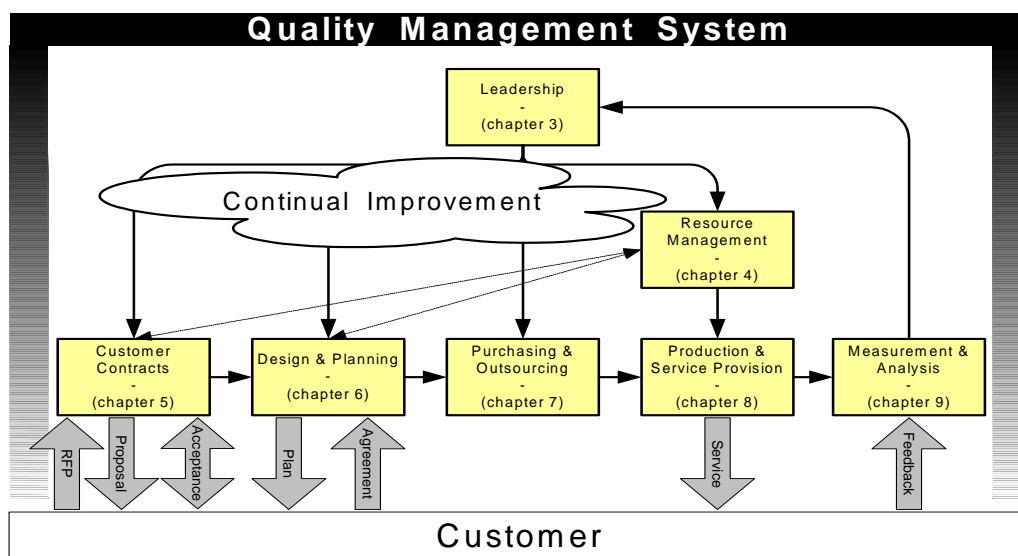 Quality Management System
Leadership
-
(chapter 3)
Continual Improvement
Resource
Management
-
(chapter 4)
Customer
Contracts
-
(chapter 5)
Design & Planning
-
(chapter 6)
Purchasing &
Outsourcing
-
(chapter 7)
Production &
Service Provision
-
(chapter 8)
Measurement &
Analysis
-
(chapter 9)
RFP
Proposal
Acceptance
Plan
Agreement
Service
Feedback
Customer